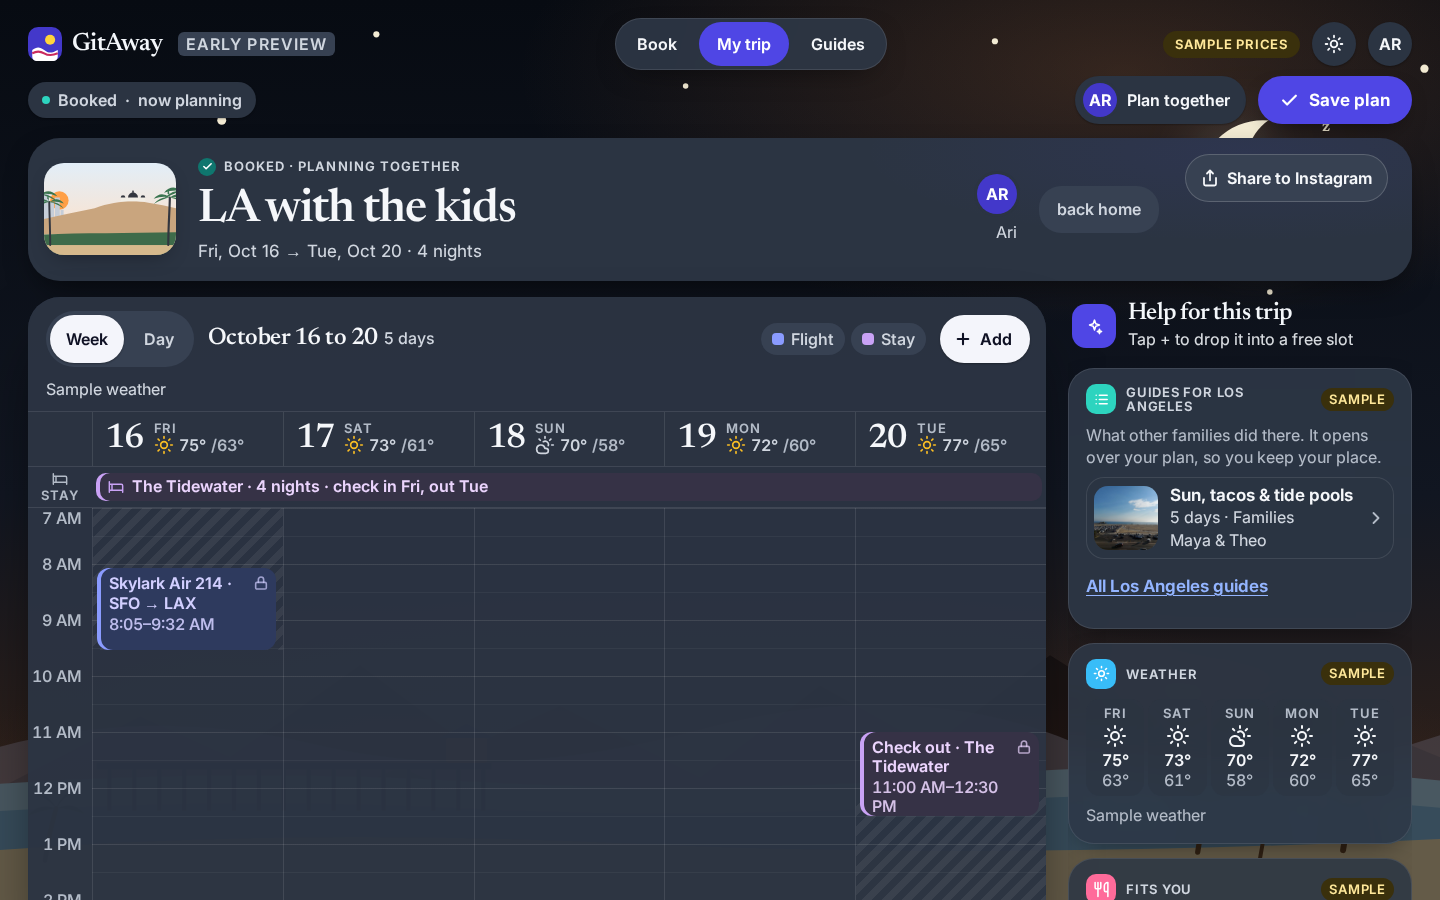 GitAway EARLY PREVIEW
Book My trip Guides
SAMPLE PRICES AR
Booked · now planning
AR Plan together
Save plan
z
BOOKED · PLANNING TOGETHER
LA with the kids
Fri, Oct 16 → Tue, Oct 20 · 4 nights
AR
Ari
back home
Share to Instagram
Week Day October 16 to 20 5 days
Flight Stay + Add
Sample weather
16 FRI 75° /63°
17 SAT 73° /61°
18 SUN 70° /58°
19 MON 72° /60°
20 TUE 77° /65°
STAY
The Tidewater · 4 nights · check in Fri, out Tue
7 AM
8 AM
Skylark Air 214 ·
SFO → LAX
8:05–9:32 AM
9 AM
10 AM
11 AM
Check out · The
Tidewater
11:00 AM–12:30
PM
12 PM
1 PM
2 PM
Help for this trip
Tap + to drop it into a free slot
GUIDES FOR LOS
ANGELES
SAMPLE
What other families did there. It opens
over your plan, so you keep your place.
Sun, tacos & tide pools
5 days · Families
Maya & Theo
All Los Angeles guides
WEATHER SAMPLE
FRI SAT SUN MON TUE
75° 73° 70° 72° 77°
63° 61° 58° 60° 65°
Sample weather
FITS YOU SAMPLE